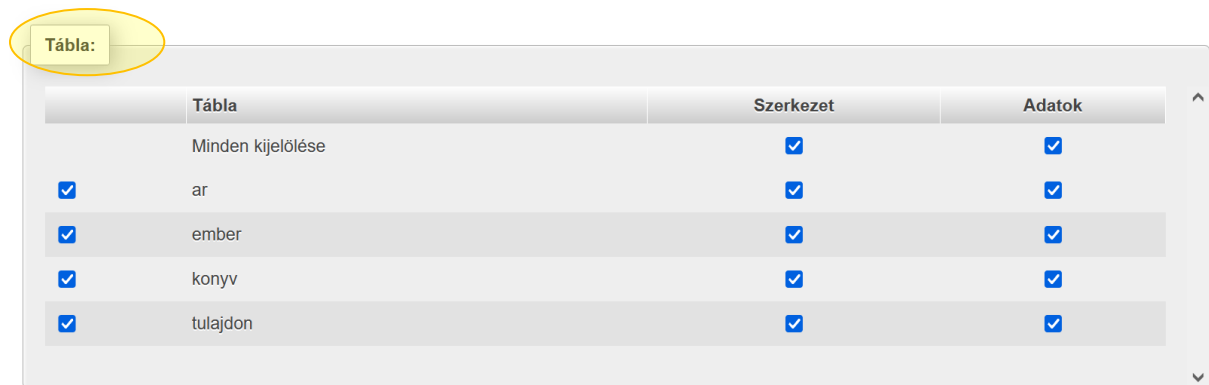 Tábla:
Tábla Szerkezet Adatok
Minden kijelölése
ar
ember
konyv
tulajdon